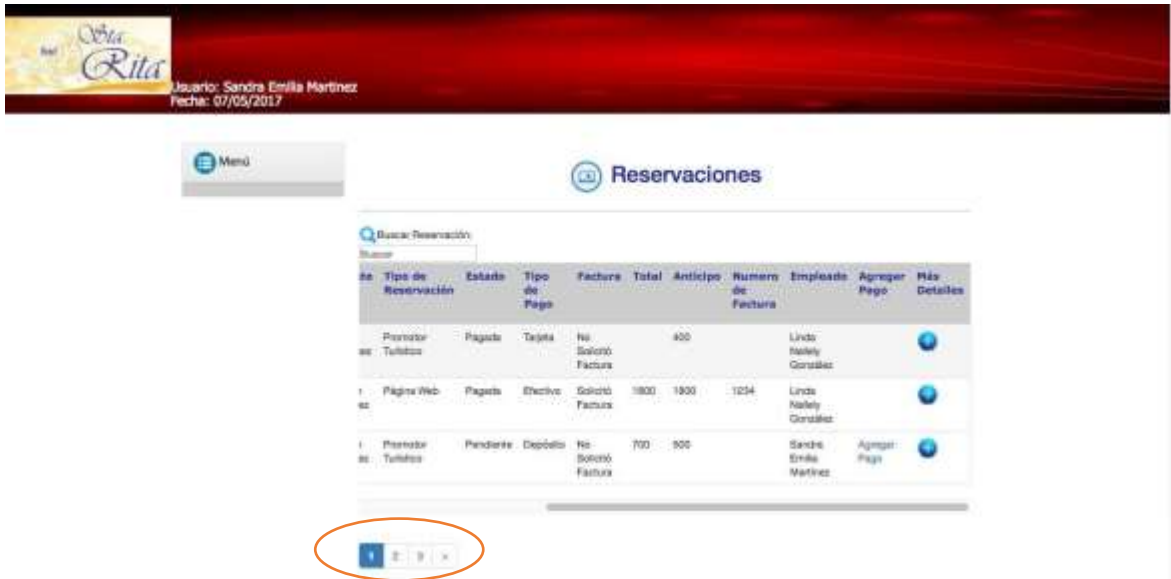 Hotel
Sta
Rita
Usuario: Sandra Emilia Martinez
Fecha: 07/05/2017
Menú
Reservaciones
Buscar Reservación:
Buscar
Tipo de Reservación Estado Tipo de Pago Factura Total Anticipo Numero de Factura Empleado Agregar Pago Más Detalles
Promotor Turístico Pagada Tarjeta No Solicitó Factura 400 Linda Nallely González
Página Web Pagada Efectivo Solicitó Factura 1800 1800 1234 Linda Nallely González
Promotor Turístico Pendiente Depósito No Solicitó Factura 700 500 Sandra Emilia Martinez Agregar Pago
1 2 3 »